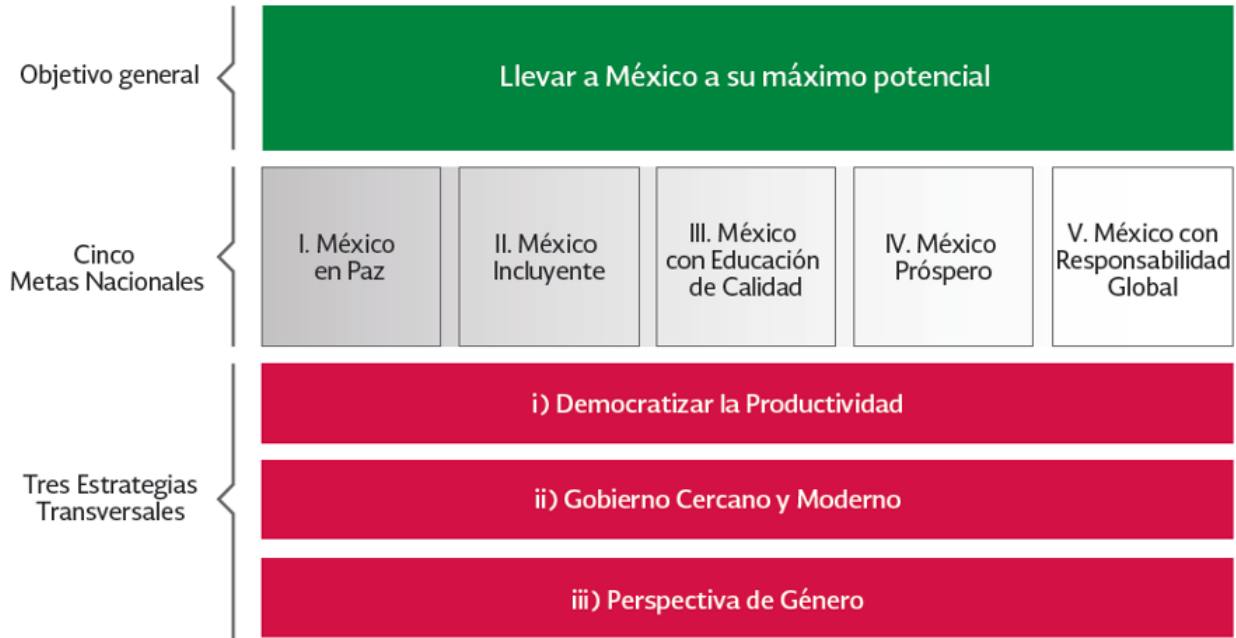 Objetivo general
Llevar a México a su máximo potencial
Cinco
Metas Nacionales
I. México
en Paz
II. México
Incluyente
III. México
con Educación
de Calidad
IV. México
Próspero
V. México con
Responsabilidad
Global
Tres Estrategias
Transversales
i) Democratizar la Productividad
ii) Gobierno Cercano y Moderno
iii) Perspectiva de Género